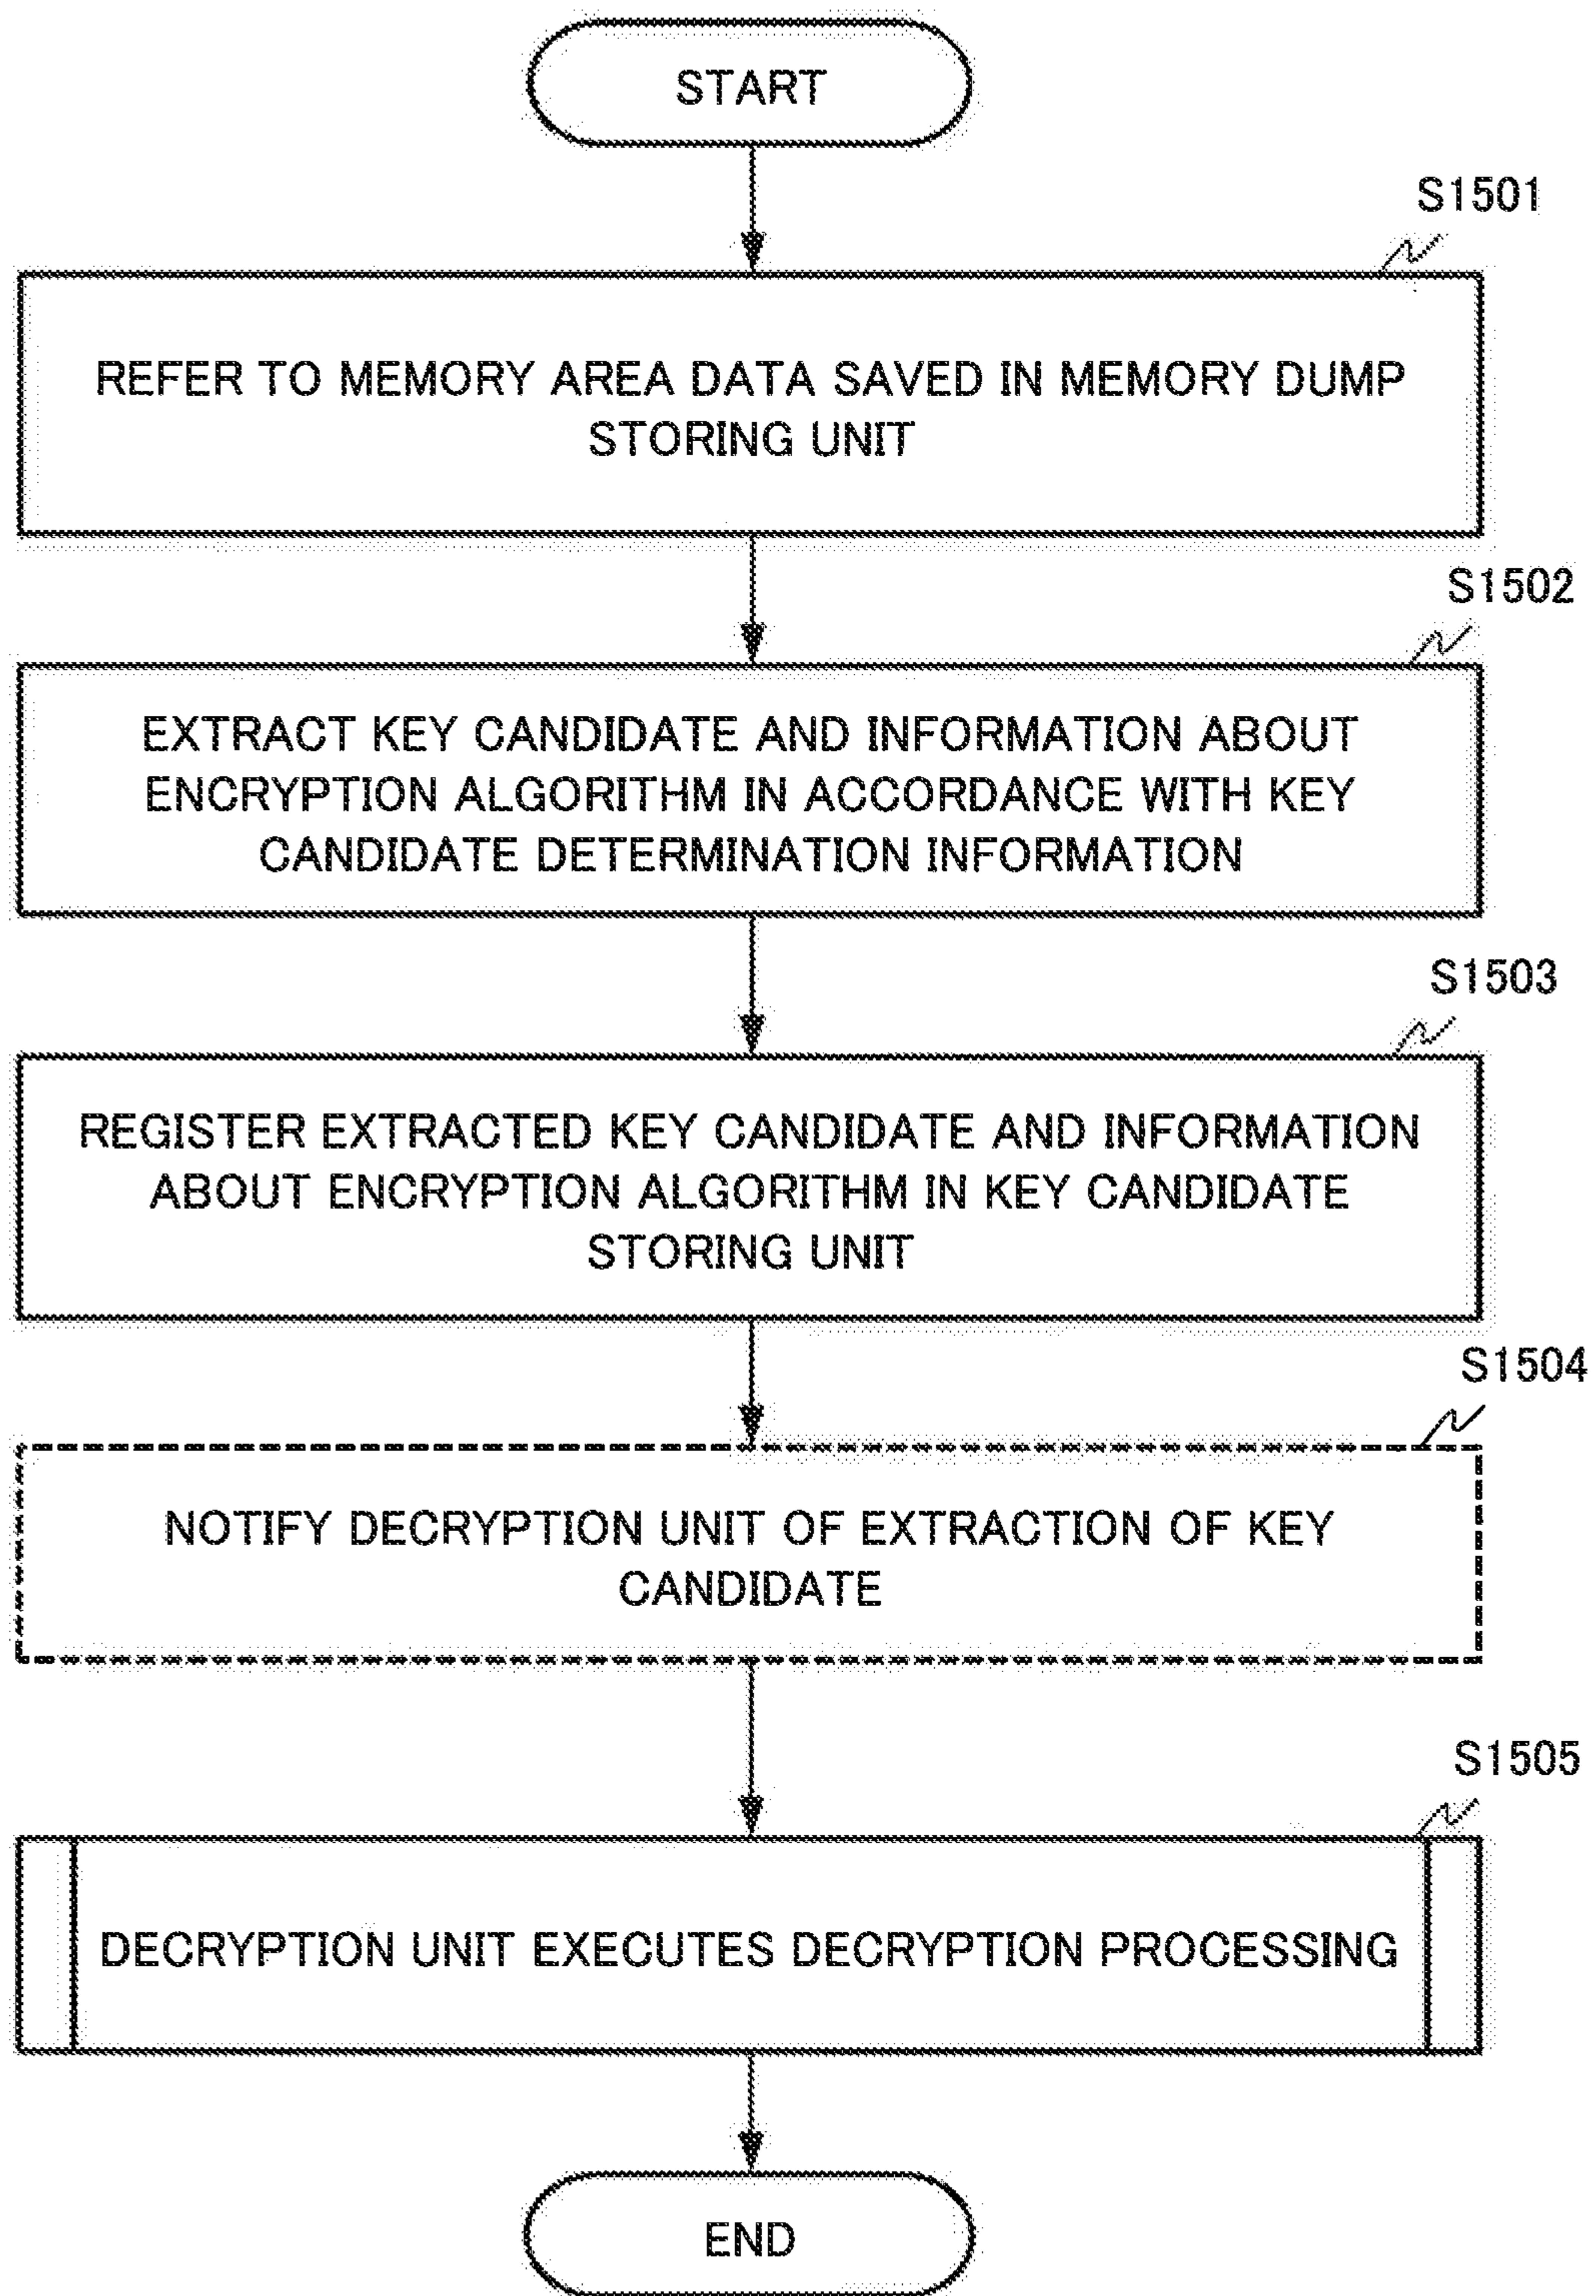 START
S1501
REFER TO MEMORY AREA DATA SAVED IN MEMORY DUMP
STORING UNIT
S1502
EXTRACT KEY CANDIDATE AND INFORMATION ABOUT
ENCRYPTION ALGORITHM IN ACCORDANCE WITH KEY
CANDIDATE DETERMINATION INFORMATION
S1503
REGISTER EXTRACTED KEY CANDIDATE AND INFORMATION
ABOUT ENCRYPTION ALGORITHM IN KEY CANDIDATE
STORING UNIT
S1504
NOTIFY DECRYPTION UNIT OF EXTRACTION OF KEY
CANDIDATE
S1505
DECRYPTION UNIT EXECUTES DECRYPTION PROCESSING
END